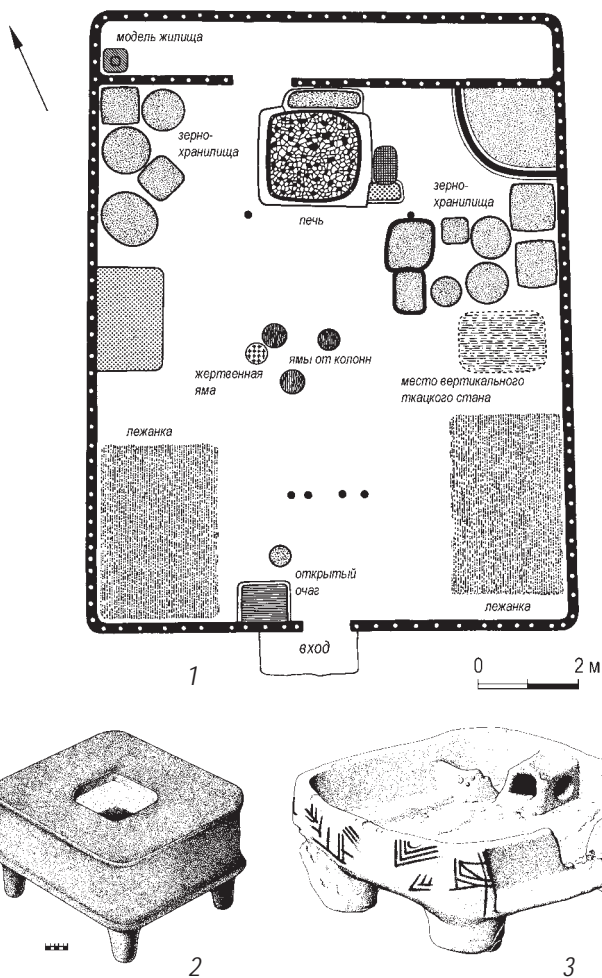 модель жилища
зерно-
хранилища
печь
зерно-
хранилища
ямы от колонн
жертвенная
яма
место вертикального
ткацкого стана
лежанка
открытый
очаг
лежанка
вход
1
0 2 м
2
3